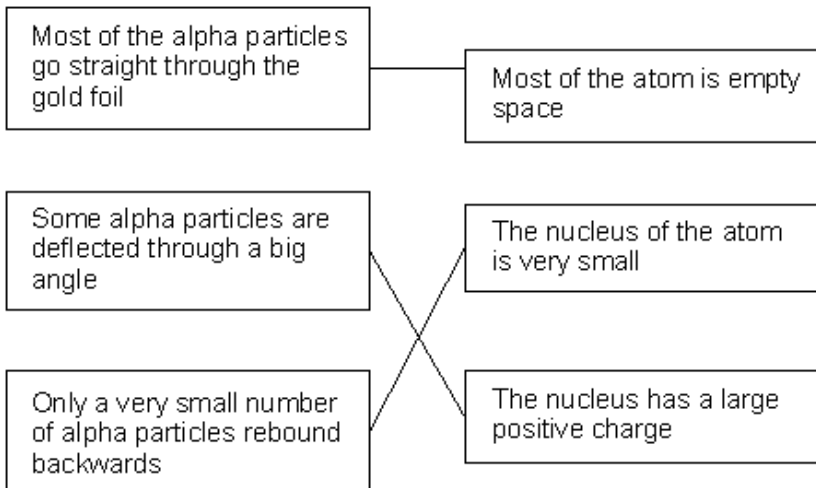 Most of the alpha particles
go straight through the
gold foil
Most of the atom is empty
space
Some alpha particles are
deflected through a big
angle
The nucleus of the atom
is very small
Only a very small number
of alpha particles rebound
backwards
The nucleus has a large
positive charge